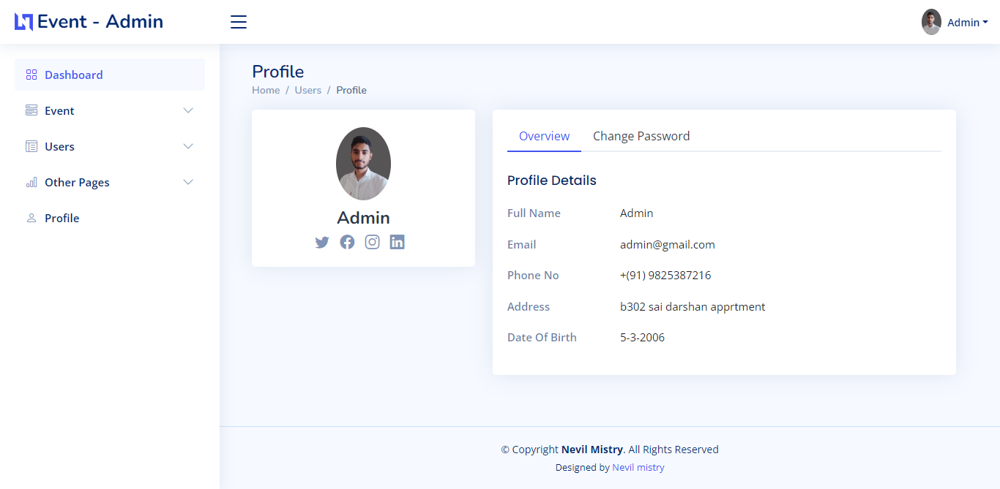 Event - Admin
Admin
Dashboard
Event
Users
Other Pages
Profile
Profile
Home / Users / Profile
Admin
Overview Change Password
Profile Details
Full Name Admin
Email admin@gmail.com
Phone No +(91) 9825387216
Address b302 sai darshan apprtment
Date Of Birth 5-3-2006
© Copyright Nevil Mistry. All Rights Reserved
Designed by Nevil mistry